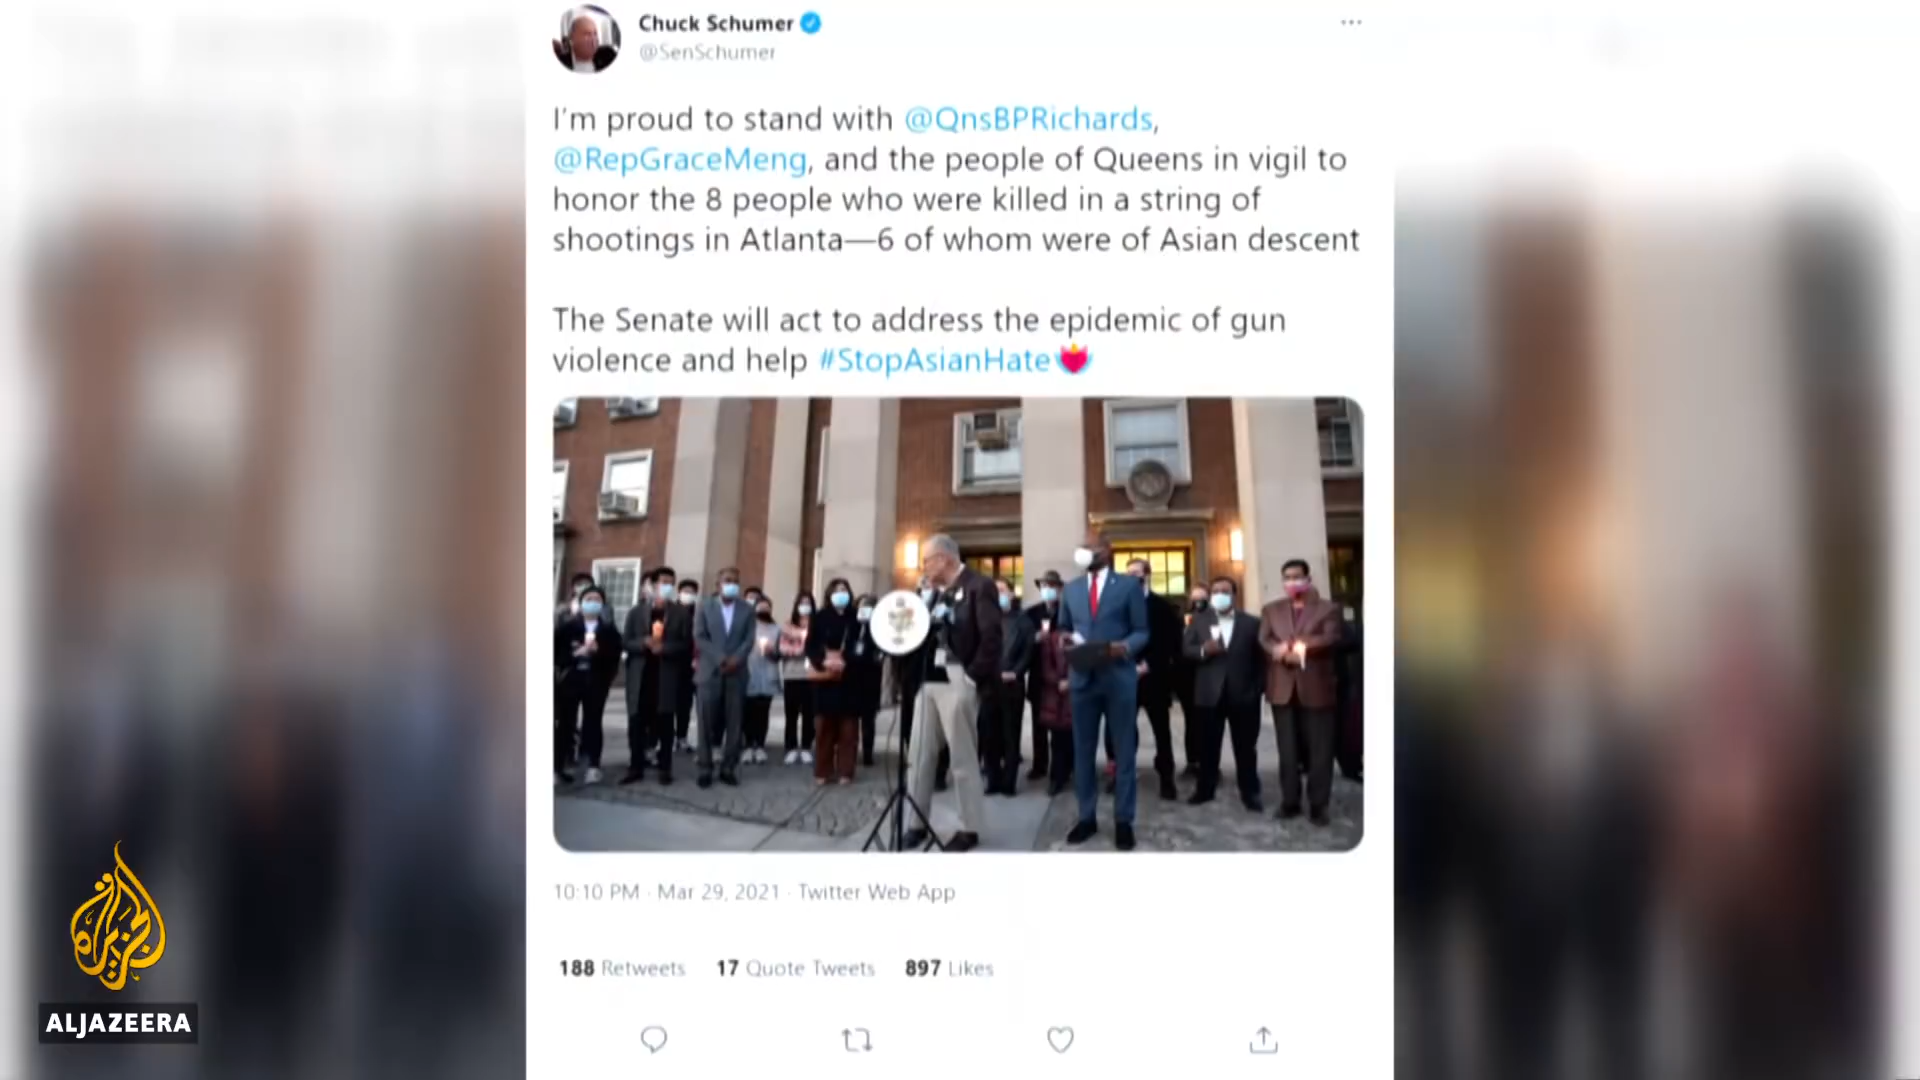 Chuck Schumer
@SenSchumer
I'm proud to stand with @QnsBPRichards,
@RepGraceMeng, and the people of Queens in vigil to
honor the 8 people who were killed in a string of
shootings in Atlanta—6 of whom were of Asian descent
The Senate will act to address the epidemic of gun
violence and help #StopAsianHate
10:10 PM · Mar 29, 2021 · Twitter Web App
188 Retweets 17 Quote Tweets 897 Likes
الجزيرة
ALJAZEERA